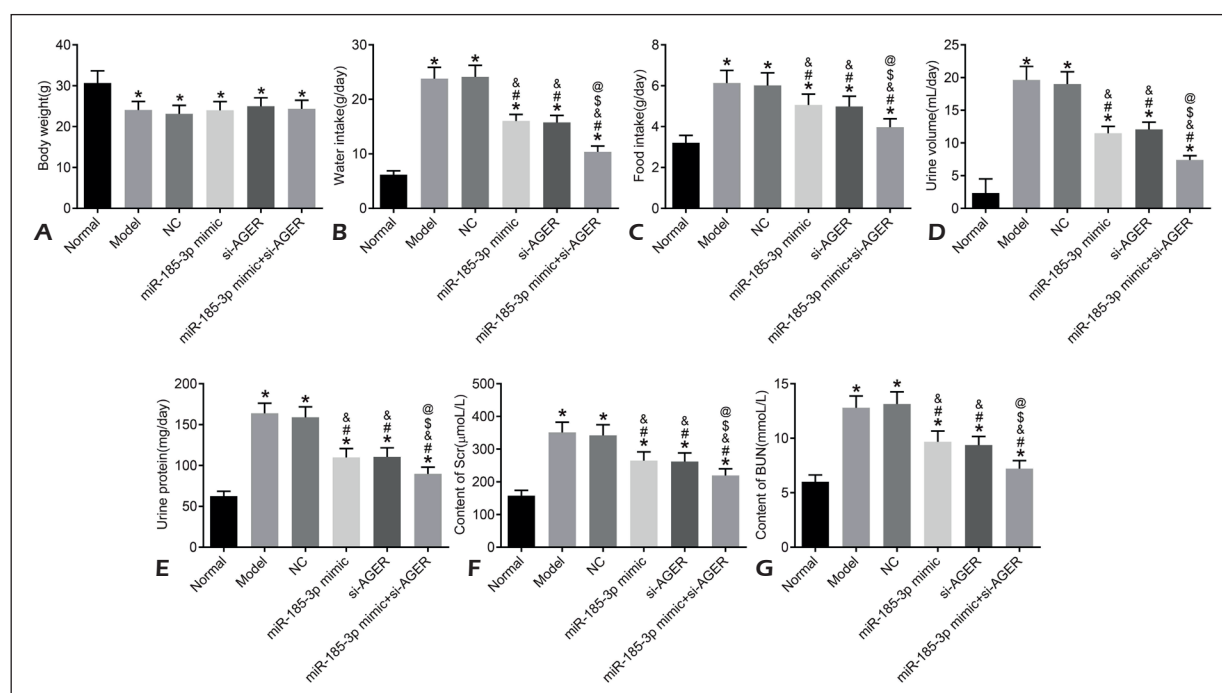 Body weight(g)
40
30
20
10
0
*
*
*
*
*
Normal
Model
NC
miR-185-3p mimic
si-AGER
miR-185-3p mimic+si-AGER
A
Water intake(g/day)
30
20
10
0
*
*
&
#
*
&
#
*
@
$
&
#
*
Normal
Model
NC
miR-185-3p mimic
si-AGER
miR-185-3p mimic+si-AGER
B
Food intake(g/day)
8
6
4
2
0
*
*
&
#
*
&
#
*
@
$
&
#
*
Normal
Model
NC
miR-185-3p mimic
si-AGER
miR-185-3p mimic+si-AGER
C
Urine volume(mL/day)
25
20
15
10
5
0
*
*
&
#
*
&
#
*
@
$
&
#
*
Normal
Model
NC
miR-185-3p mimic
si-AGER
miR-185-3p mimic+si-AGER
D
Urine protein(mg/day)
200
150
100
50
0
*
*
&
#
*
&
#
*
@
$
&
#
*
Normal
Model
NC
miR-185-3p mimic
si-AGER
miR-185-3p mimic+si-AGER
E
Content of Scr(μmoL/L)
500
400
300
200
100
0
*
*
&
#
*
&
#
*
@
$
&
#
*
Normal
Model
NC
miR-185-3p mimic
si-AGER
miR-185-3p mimic+si-AGER
F
Content of BUN(mmoL/L)
15
10
5
0
*
*
&
#
*
&
#
*
@
$
&
#
*
Normal
Model
NC
miR-185-3p mimic
si-AGER
miR-185-3p mimic+si-AGER
G